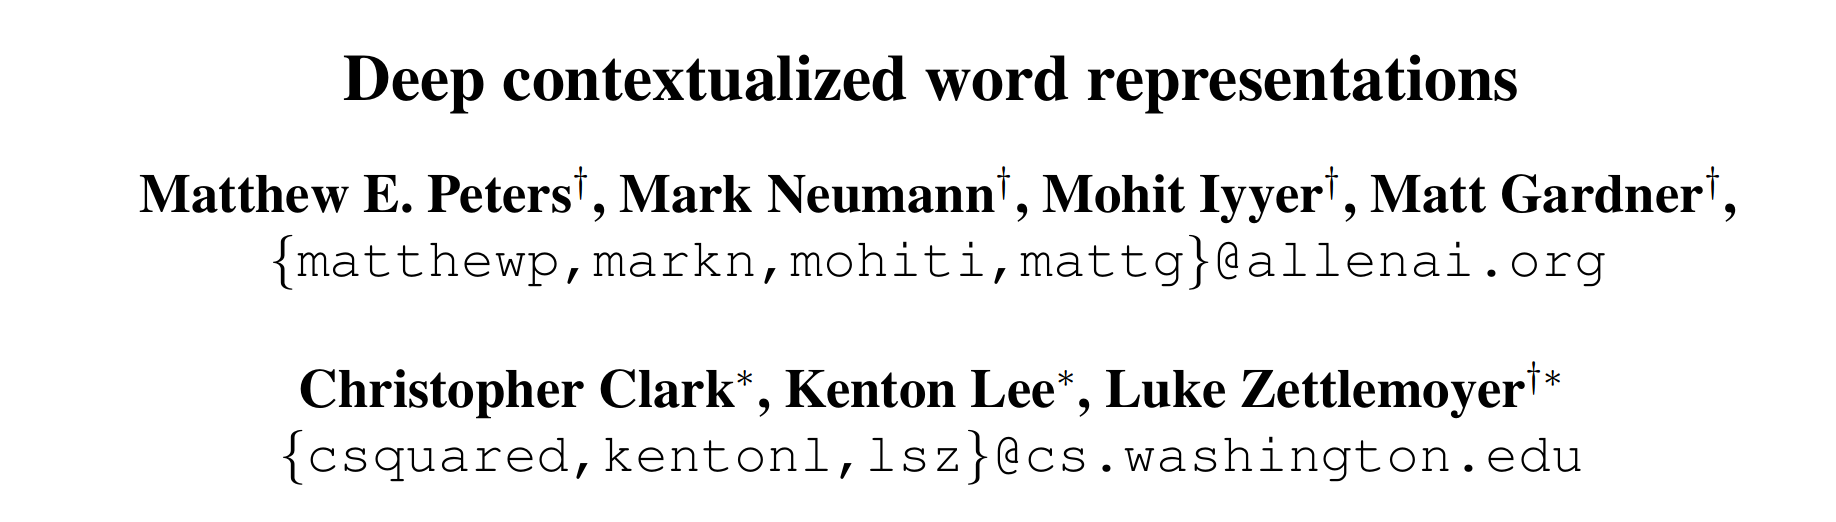 Deep contextualized word representations
Matthew E. Peters†, Mark Neumann†, Mohit Iyyer†, Matt Gardner†,
{matthewp,markn,mohiti,mattg}@allenai.org
Christopher Clark*, Kenton Lee*, Luke Zettlemoyer†*
{csquared,kentonl,lsz}@cs.washington.edu